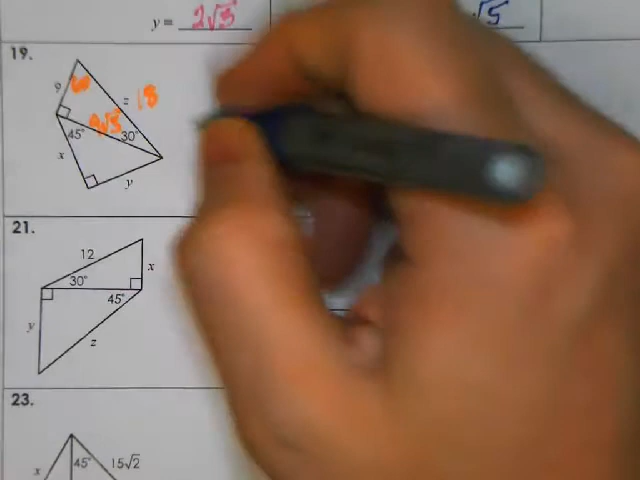 y = 2√3
√5
19.
9
60
z
18
9√3
45°
30°
x
y
21.
12
30°
x
45°
y
z
23.
x
45°
15√2